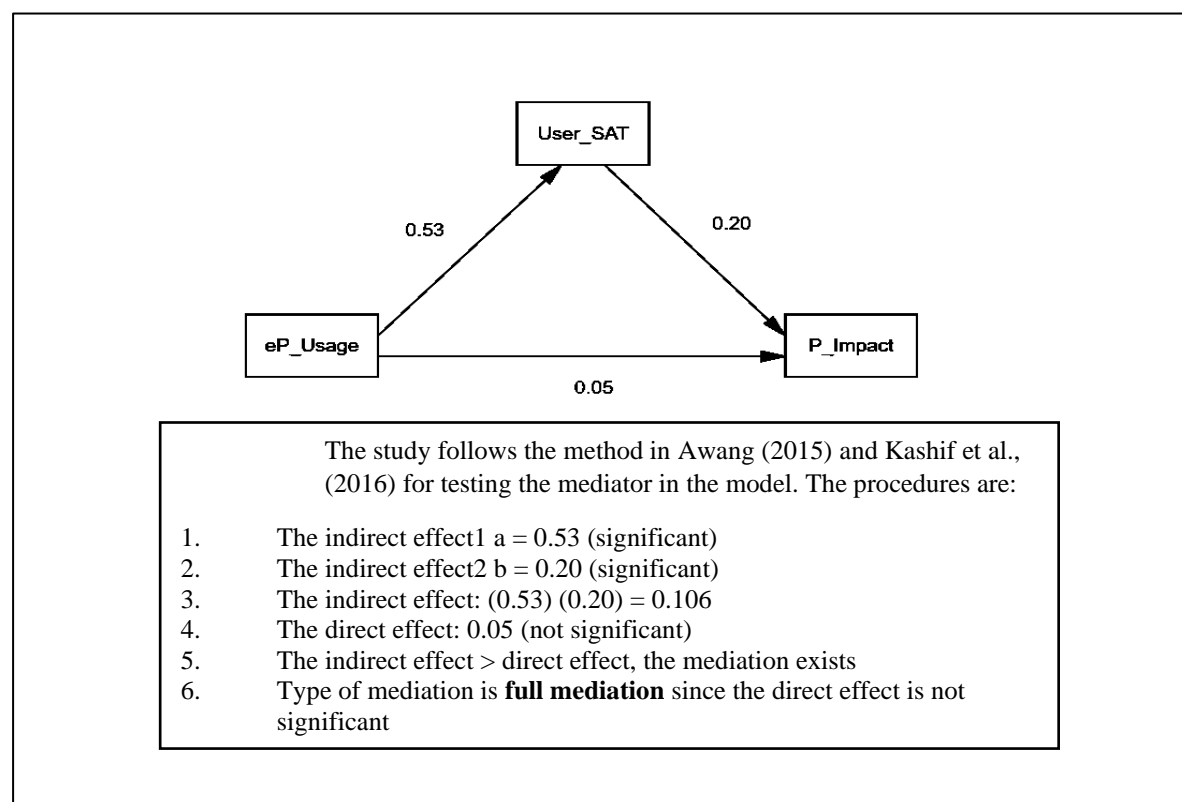 User_SAT
0.53
0.20
eP_Usage
P_Impact
0.05
The study follows the method in Awang (2015) and Kashif et al.,
(2016) for testing the mediator in the model. The procedures are:
1. The indirect effect1 a = 0.53 (significant)
2. The indirect effect2 b = 0.20 (significant)
3. The indirect effect: (0.53) (0.20) = 0.106
4. The direct effect: 0.05 (not significant)
5. The indirect effect > direct effect, the mediation exists
6. Type of mediation is full mediation since the direct effect is not
significant